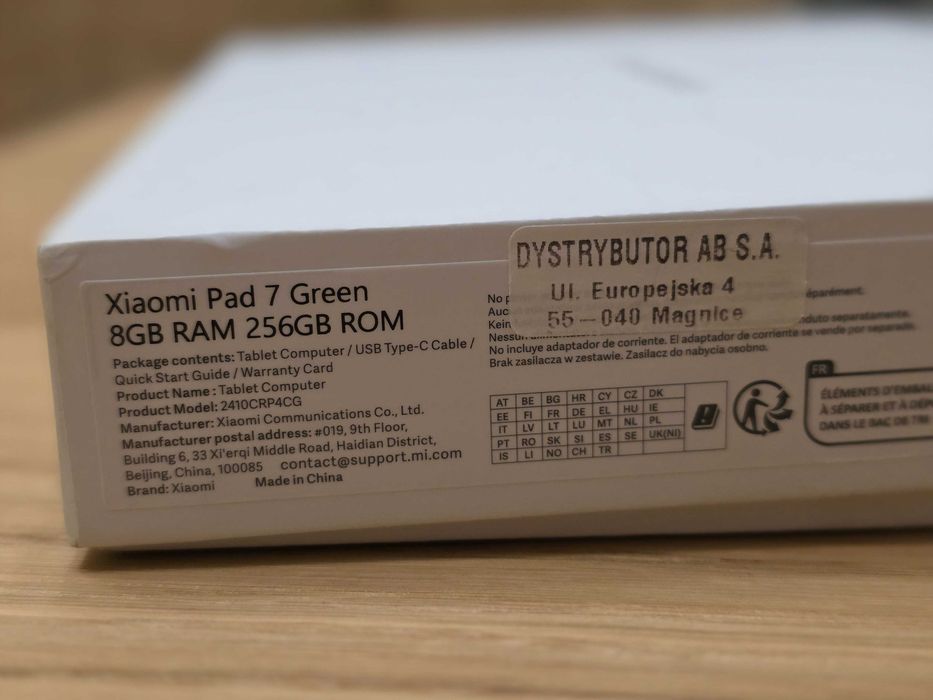 Xiaomi Pad 7 Green
8GB RAM 256GB ROM
Package contents: Tablet Computer / USB Type-C Cable /
Quick Start Guide / Warranty Card
Product Name : Tablet Computer
Product Model: 2410CRP4CG
Manufacturer: Xiaomi Communications Co., Ltd.
Manufacturer postal address: #019, 9th Floor,
Building 6, 33 Xi'erqi Middle Road, Haidian District,
Beijing, China, 100085 contact@support.mi.com
Brand: Xiaomi Made in China
DYSTRYBUTOR AB S.A.
Ul. Europejska 4
55-040 Magnice
No
séparément.
Kein
separatamente.
No incluye adaptador de corriente. El adaptador de corriente se vende por separado.
Brak zasilacza w zestawie. Zasilacz do nabycia osobno.
AT BE BG HR CY CZ DK
EE FI FR DE EL HU IE
IT LV LT LU MT NL PL
PT RO SK SI ES SE UK(NI)
IS LI NO CH TR
FR
ÉLÉMENTS D'EMBAL
À SÉPARER ET À DÉP
DANS LE BAC DE TRI